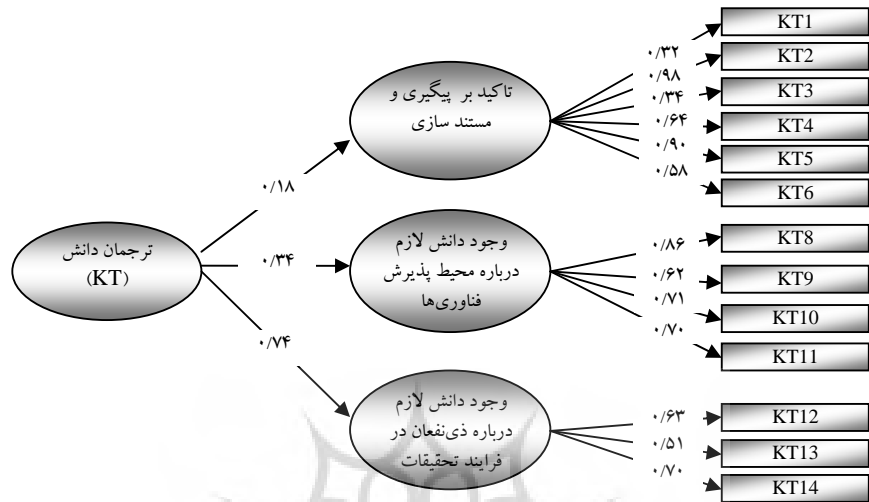 ترجمان دانش
(KT)
۰/۱۸
۰/۳۴
۰/۷۴
تاکید بر پیگیری و
مستند سازی
۰/۳۲
۰/۹۸
۰/۳۴
۰/۶۴
۰/۹۰
۰/۵۸
KT1
KT2
KT3
KT4
KT5
KT6
وجود دانش لازم
درباره محیط پذیرش
فناوری‌ها
۰/۸۶
۰/۶۲
۰/۷۱
۰/۷۰
KT8
KT9
KT10
KT11
وجود دانش لازم
درباره ذی‌نفعان در
فرایند تحقیقات
۰/۶۳
۰/۵۱
۰/۷۰
KT12
KT13
KT14